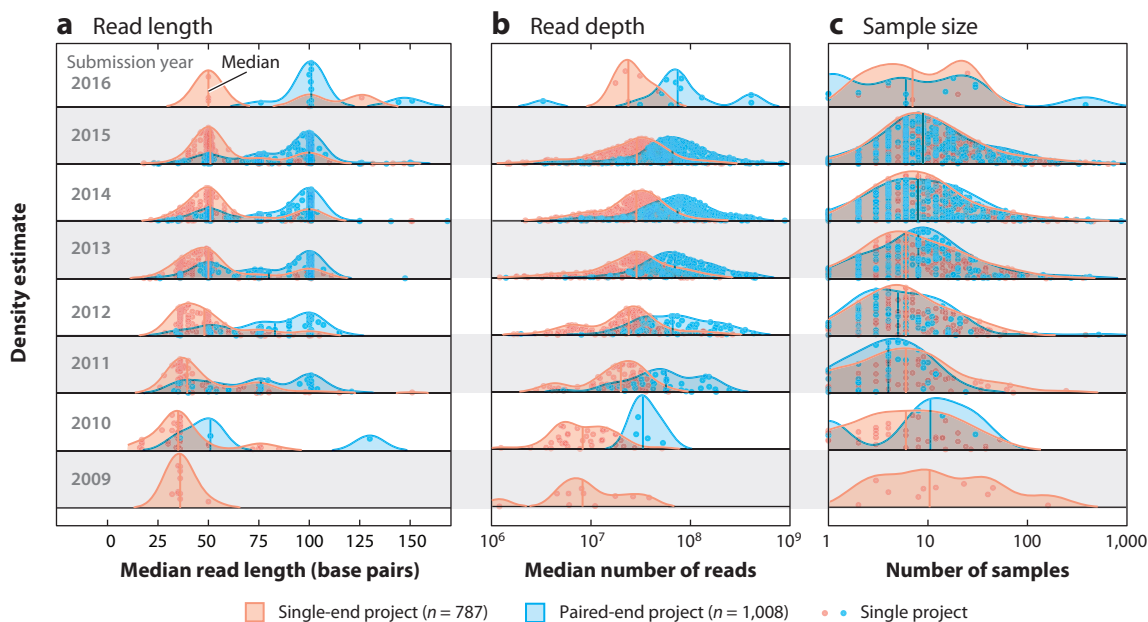 a Read length
b Read depth
c Sample size
Submission year
Median
2016
2015
2014
2013
2012
2011
2010
2009
Density estimate
0 25 50 75 100 125 150
10⁶ 10⁷ 10⁸ 10⁹
1 10 100 1,000
Median read length (base pairs)
Median number of reads
Number of samples
Single-end project (n = 787)
Paired-end project (n = 1,008)
Single project